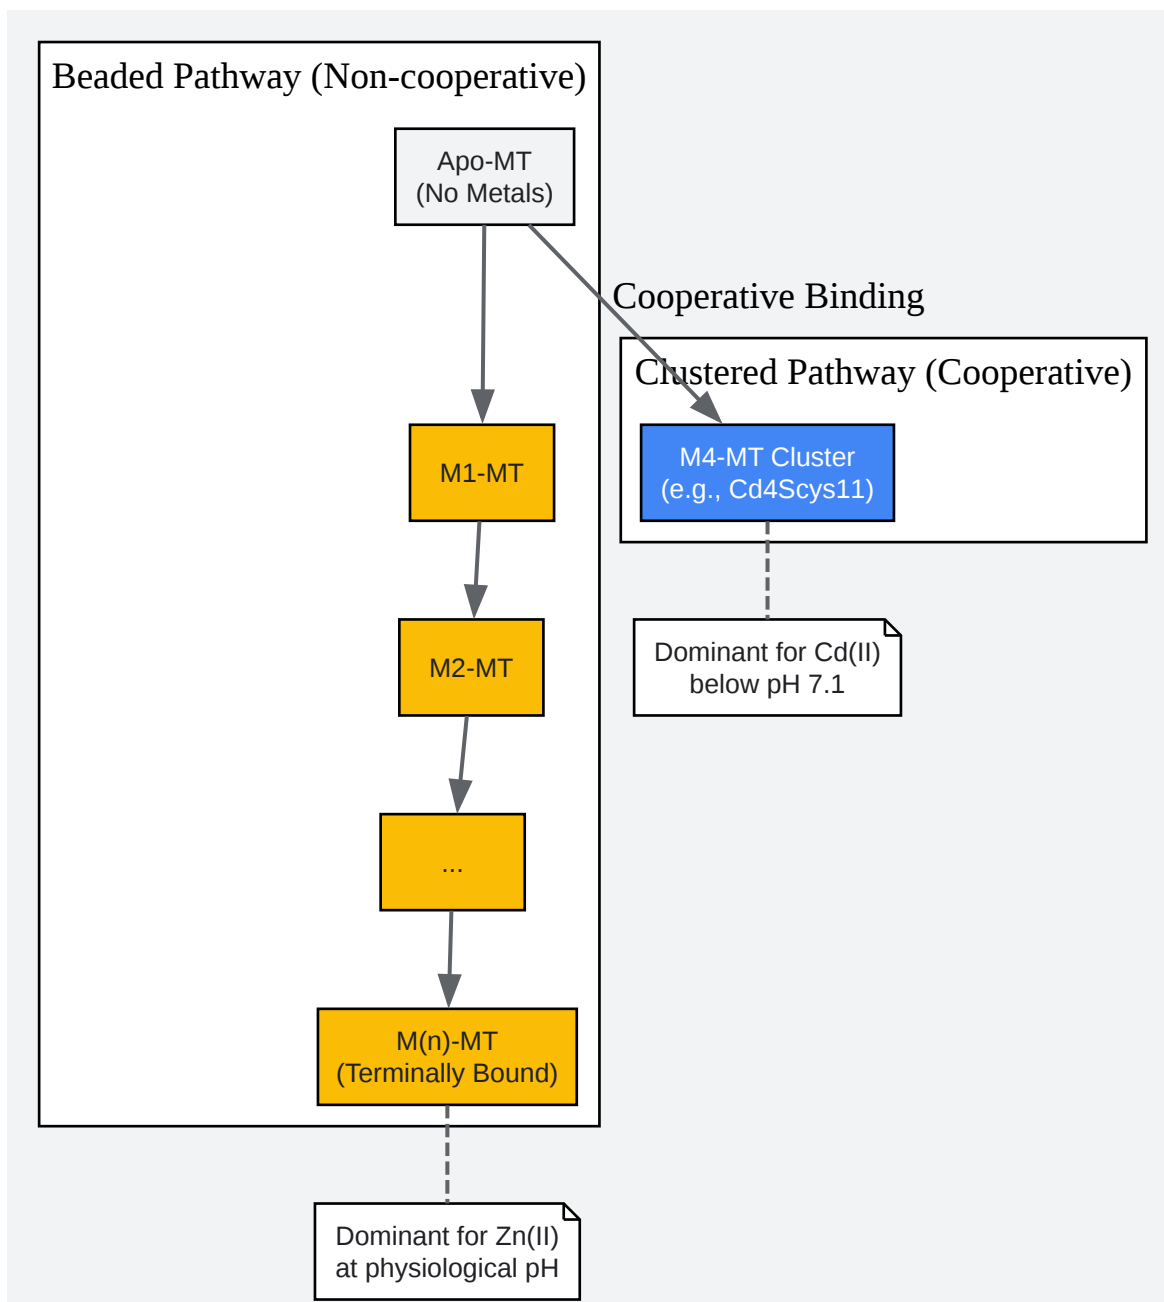 Beaded Pathway (Non-cooperative)
Apo-MT
(No Metals)
Cooperative Binding
Clustered Pathway (Cooperative)
M1-MT
M4-MT Cluster
(e.g., Cd4Scys11)
M2-MT
Dominant for Cd(II)
below pH 7.1
...
M(n)-MT
(Terminally Bound)
Dominant for Zn(II)
at physiological pH